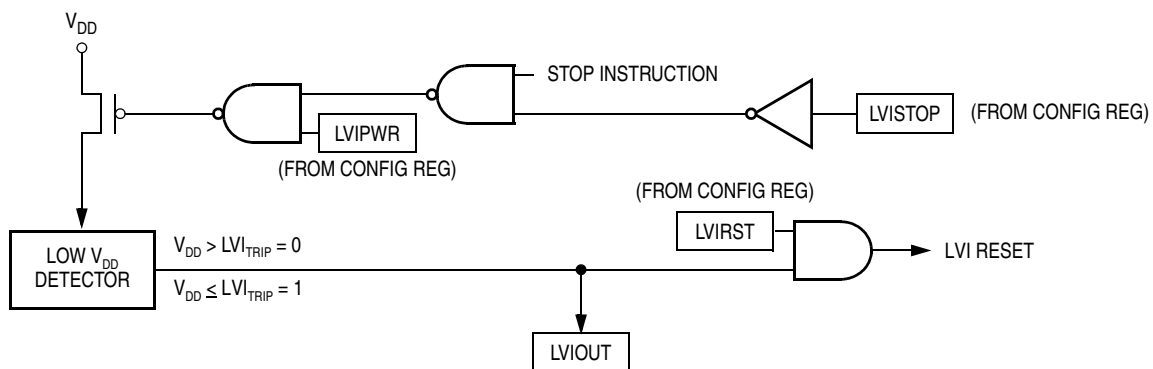 VDD
STOP INSTRUCTION
LVISTOP
(FROM CONFIG REG)
LVIPWR
(FROM CONFIG REG)
(FROM CONFIG REG)
LVIRST
LVI RESET
LOW VDD
DETECTOR
VDD > LVITRIP = 0
VDD ≤ LVITRIP = 1
LVIOUT